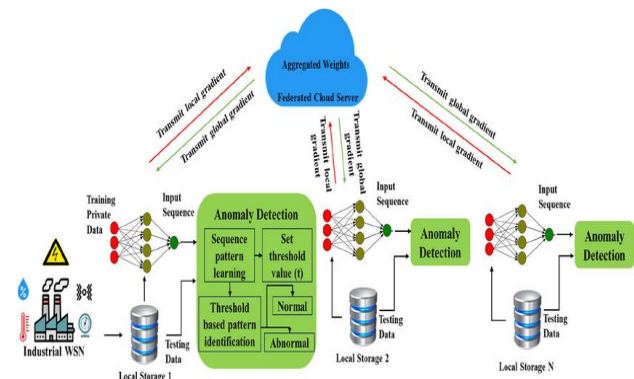 Aggregated Weights
Federated Cloud Server
Transmit local gradient
Transmit global gradient
Transmit local
gradient
Transmit global
gradient
Transmit global gradient
Transmit local gradient
Training
Private
Data
Input
Sequence
Anomaly Detection
Sequence
pattern
learning
Set
threshold
value (t)
Threshold
based pattern
identification
Normal
Abnormal
Input
Sequence
Anomaly
Detection
Input
Sequence
Anomaly
Detection
Industrial WSN
Testing
Data
Local Storage 1
Testing
Data
Local Storage 2
Testing
Data
Local Storage N